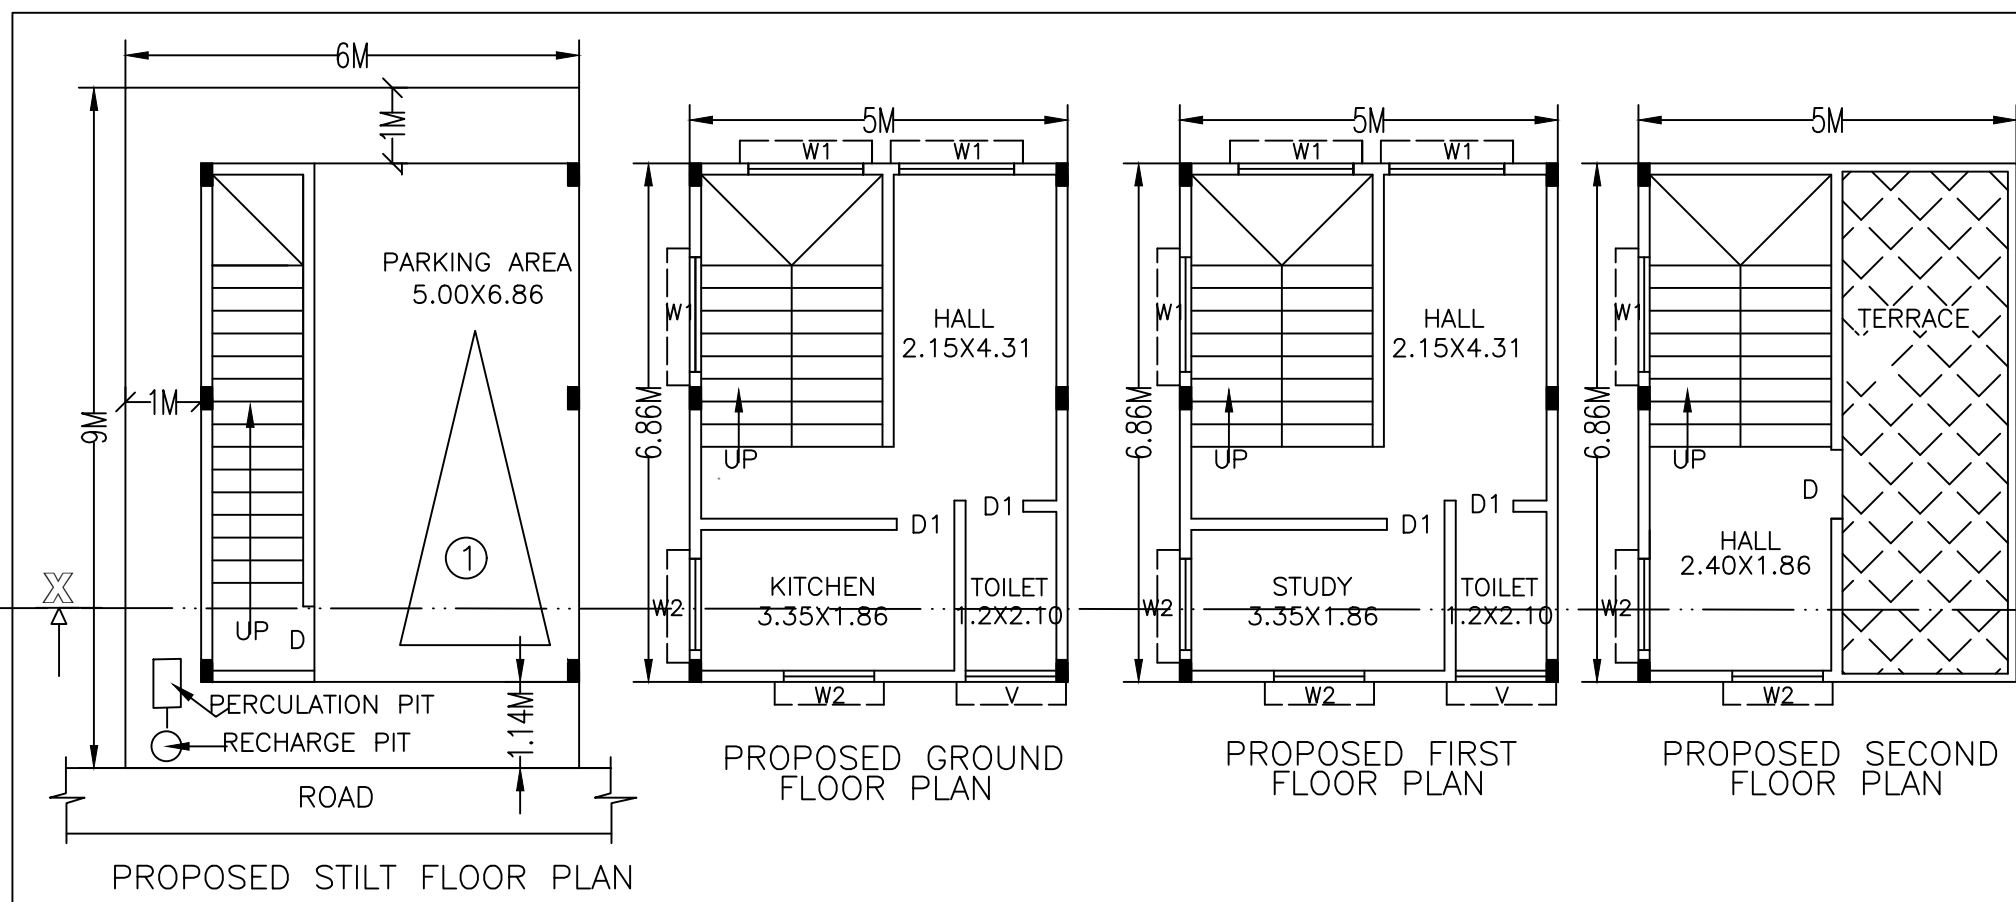 6M
1M
PARKING AREA
5.00X6.86
1M
9M
X
1
UP
D
PERCULATION PIT
RECHARGE PIT
1.14M
ROAD
PROPOSED STILT FLOOR PLAN
5M
W1
W1
W1
HALL
2.15X4.31
6.86M
UP
D1
D1
KITCHEN
3.35X1.86
TOILET
1.2X2.10
W2
W2
V
PROPOSED GROUND
FLOOR PLAN
5M
W1
W1
W1
HALL
2.15X4.31
6.86M
UP
D1
D1
STUDY
3.35X1.86
TOILET
1.2X2.10
W2
W2
V
PROPOSED FIRST
FLOOR PLAN
5M
W1
TERRACE
6.86M
UP
D
HALL
2.40X1.86
W2
W2
PROPOSED SECOND
FLOOR PLAN